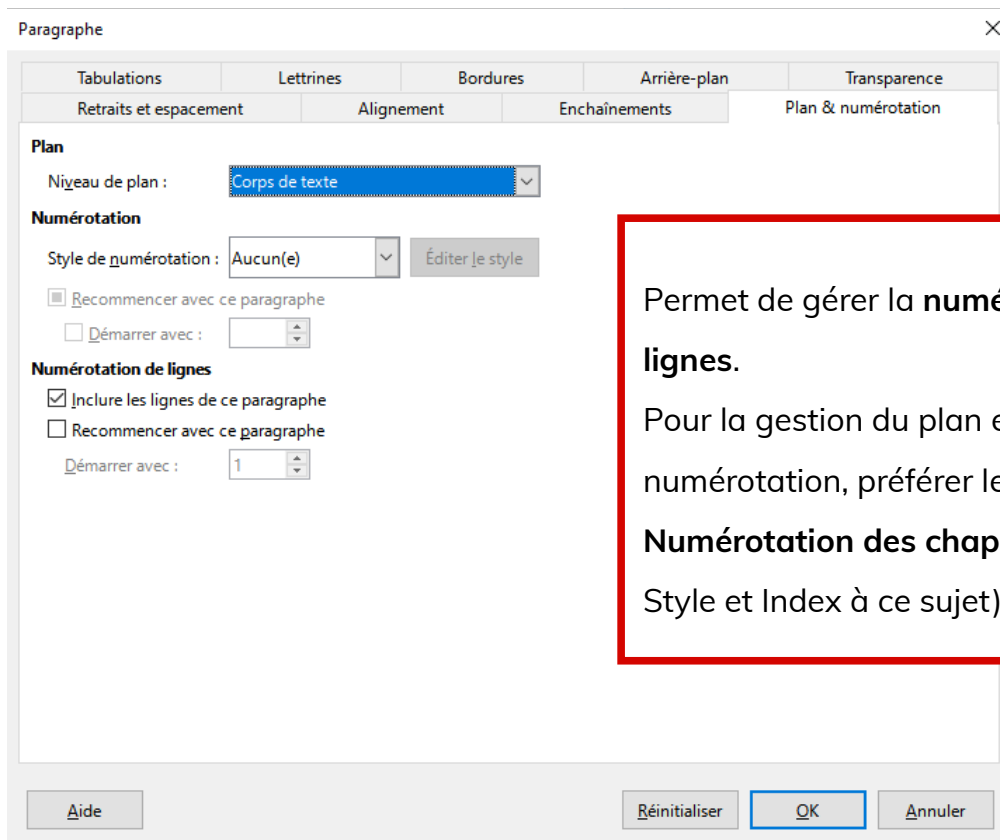 Paragraphe
Tabulations Lettrines Bordures Arrière-plan Transparence
Retraits et espacement Alignement Enchaînements Plan & numérotation
Plan
Niveau de plan : Corps de texte
Numérotation
Style de numérotation : Aucun(e) Éditer le style
Recommencer avec ce paragraphe
Démarrer avec :
Numérotation de lignes
Inclure les lignes de ce paragraphe
Recommencer avec ce paragraphe
Démarrer avec : 1
Permet de gérer la
lignes.
Pour la gestion du plan
numérotation, préférer
Numérotation des
Style et Index à ce sujet)
Aide Réinitialiser OK Annuler